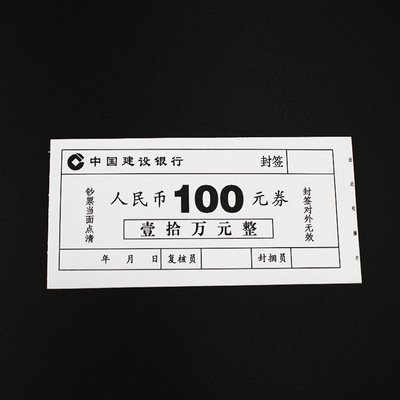 中国建设银行 封签
钞票当面点清
人民币100元券
壹拾万元整
封签对外无效
年 月 日 复核员 封捆员